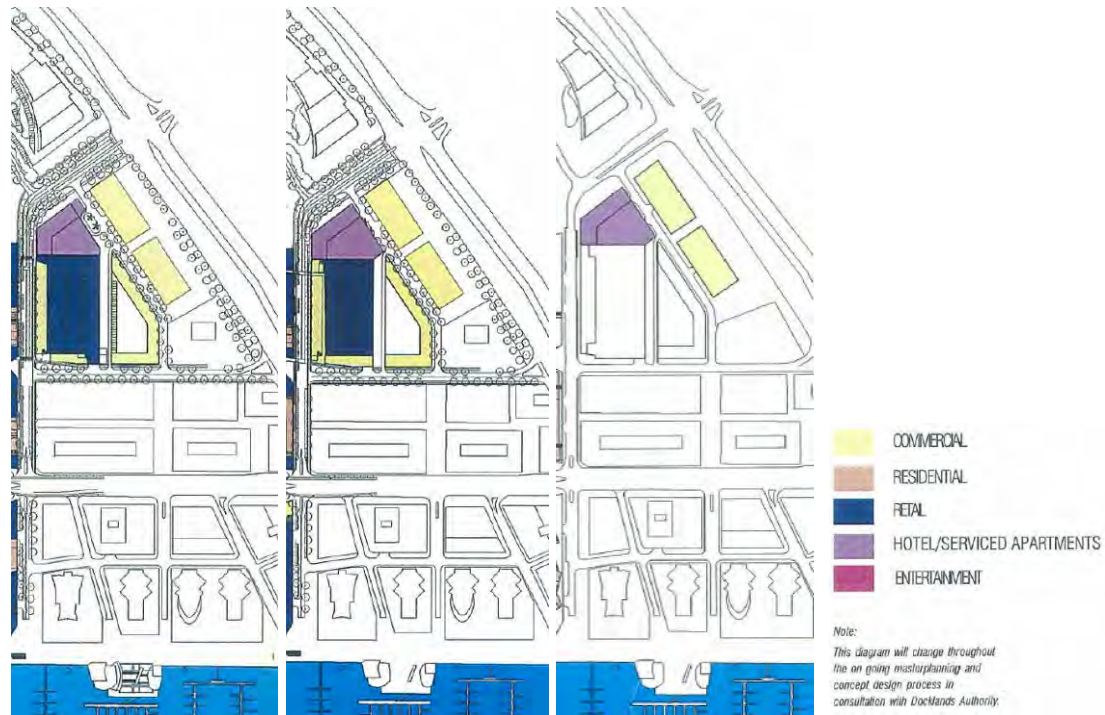 COMMERCIAL
RESIDENTIAL
RETAIL
HOTEL/SERVICED APARTMENTS
ENTERTAINMENT
Note:
This diagram will change throughout
the on going masterplanning and
concept design process in
consultation with Docklands Authority.